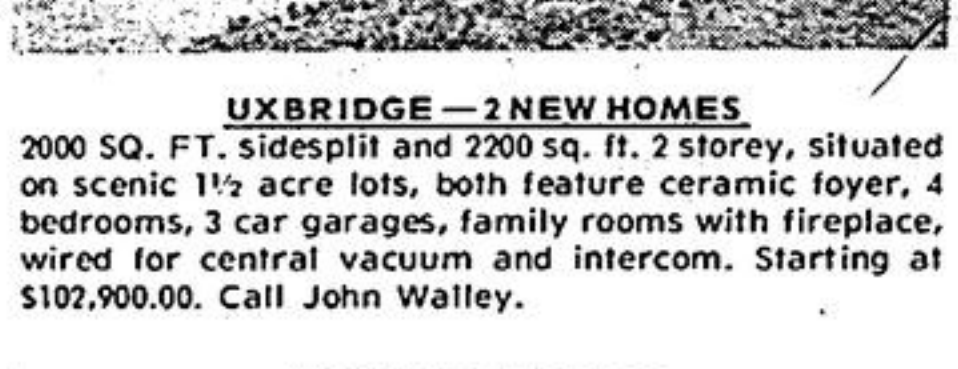 UXBRIDGE — 2 NEW HOMES
2000 SQ. FT. sidesplit and 2200 sq. ft. 2 storey, situated
on scenic 1½ acre lots, both feature ceramic foyer, 4
bedrooms, 3 car garages, family rooms with fireplace,
wired for central vacuum and intercom. Starting at
$102,900.00. Call John Walley.